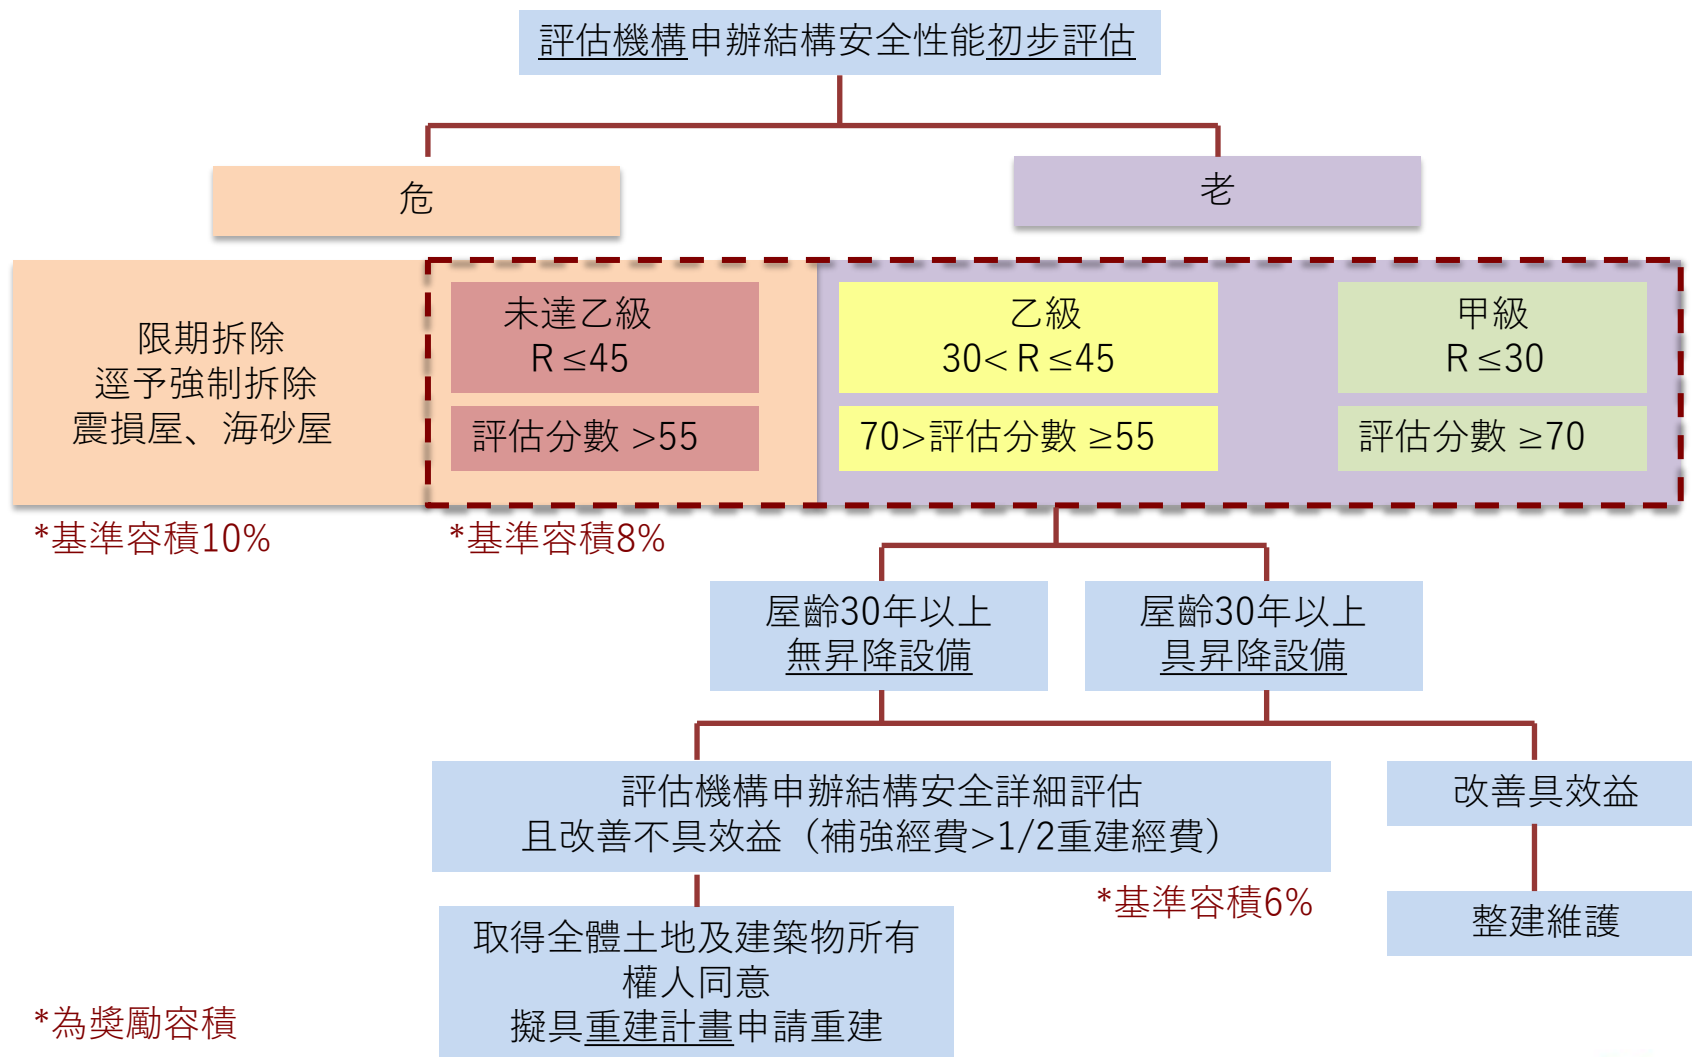 評估機構申辦結構安全性能初步評估
危
老
限期拆除
逕予強制拆除
震損屋、海砂屋
未達乙級
R ≤45
評估分數 >55
乙級
30< R ≤45
70>評估分數 ≥55
甲級
R ≤30
評估分數 ≥70
*基準容積10%
*基準容積8%
屋齡30年以上
無昇降設備
屋齡30年以上
具昇降設備
評估機構申辦結構安全詳細評估
且改善不具效益（補強經費>1/2重建經費）
改善具效益
*基準容積6%
取得全體土地及建築物所有
權人同意
擬具重建計畫申請重建
整建維護
*為獎勵容積